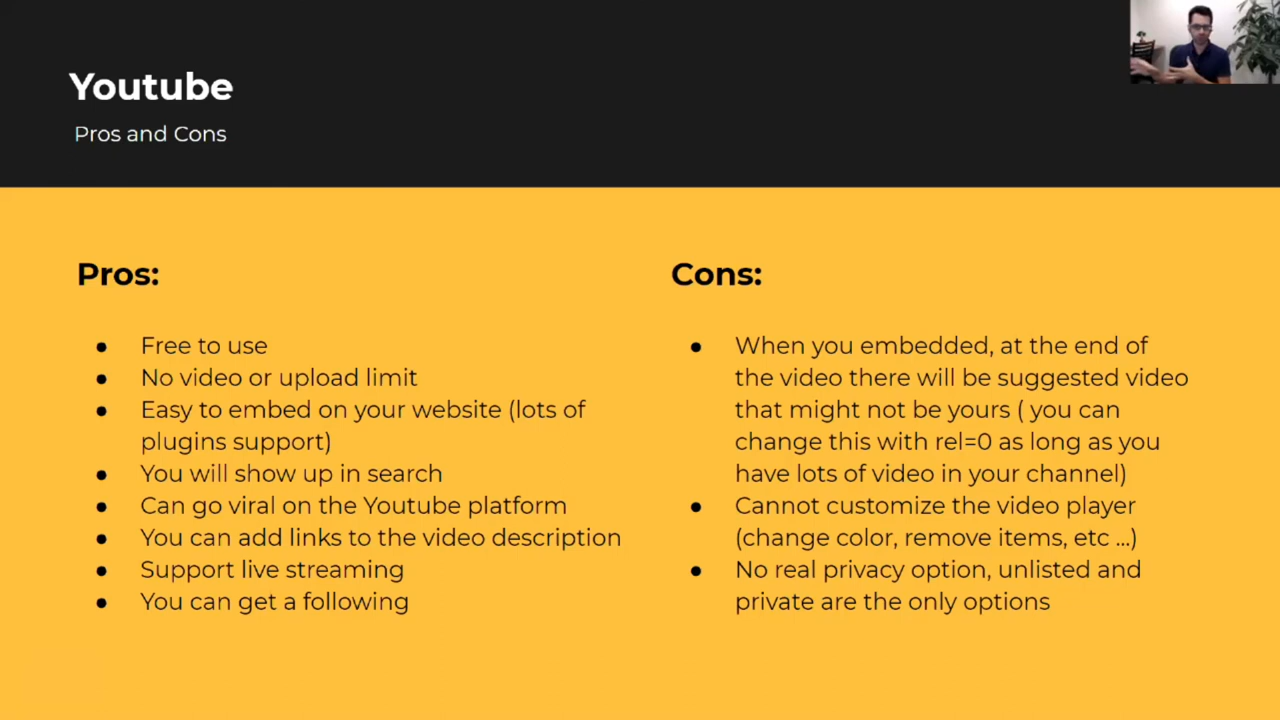 Youtube
Pros and Cons
Pros:
● Free to use
● No video or upload limit
● Easy to embed on your website (lots of
plugins support)
● You will show up in search
● Can go viral on the Youtube platform
● You can add links to the video description
● Support live streaming
● You can get a following
Cons:
● When you embedded, at the end of
the video there will be suggested video
that might not be yours ( you can
change this with rel=0 as long as you
have lots of video in your channel)
● Cannot customize the video player
(change color, remove items, etc ...)
● No real privacy option, unlisted and
private are the only options